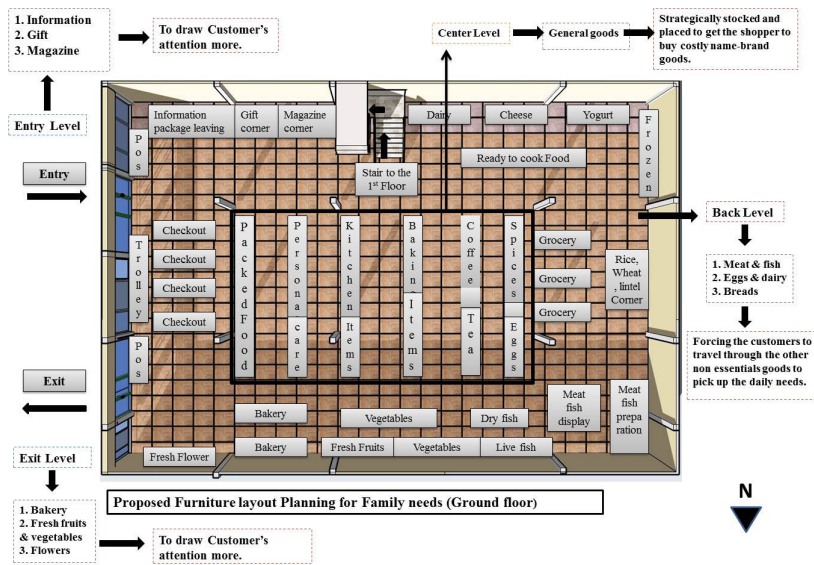 1. Information
2. Gift
3. Magazine
To draw Customer's
attention more.
Center Level
General goods
Strategically stocked and
placed to get the shopper to
buy costly name-brand
goods.
Entry Level
Entry
Information
package leaving
Gift
corner
Magazine
corner
Dairy
Cheese
Yogurt
Frozen
Pos
Stair to the
1st Floor
Ready to cook Food
Back Level
1. Meat & fish
2. Eggs & dairy
3. Breads
Forcing the customers to
travel through the other
non essentials goods to
pick up the daily needs.
Trolley
Checkout
Checkout
Checkout
Checkout
Packed Food
Persona care
Kitchen Items
Bakin Items
Coffee Tea
Spices Eggs
Grocery
Grocery
Grocery
Rice,
Wheat
, lintel
Corner
Pos
Exit
Bakery
Vegetables
Dry fish
Meat
fish
display
Meat
fish
prepa
ration
Fresh Flower
Bakery
Fresh Fruits
Vegetables
Live fish
Exit Level
1. Bakery
2. Fresh fruits
& vegetables
3. Flowers
To draw Customer's
attention more.
Proposed Furniture layout Planning for Family needs (Ground floor)
N